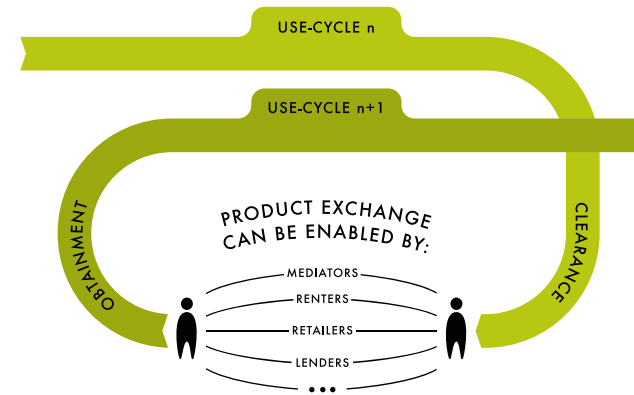 USE-CYCLE n
USE-CYCLE n+1
PRODUCT EXCHANGE
CAN BE ENABLED BY:
OBTAINMENT
CLEARANCE
MEDIATORS
RENTERS
RETAILERS
LENDERS
...